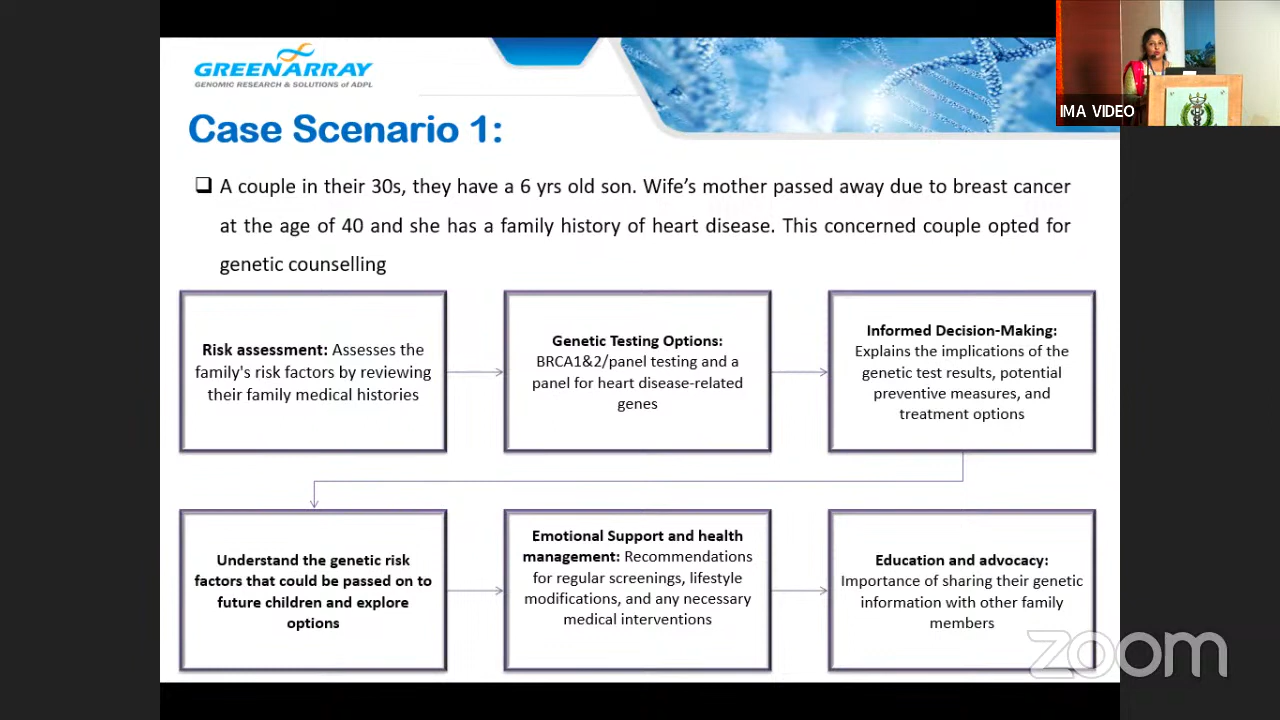 GREENARRAY
GENOMIC RESEARCH & SOLUTIONS of ADPL
IMA VIDEO
Case Scenario 1:
A couple in their 30s, they have a 6 yrs old son. Wife's mother passed away due to breast cancer
at the age of 40 and she has a family history of heart disease. This concerned couple opted for
genetic counselling
Risk assessment: Assesses the
family's risk factors by reviewing
their family medical histories
Genetic Testing Options:
BRCA1&2/panel testing and a
panel for heart disease-related
genes
Informed Decision-Making:
Explains the implications of the
genetic test results, potential
preventive measures, and
treatment options
Understand the genetic risk
factors that could be passed on to
future children and explore
options
Emotional Support and health
management: Recommendations
for regular screenings, lifestyle
modifications, and any necessary
medical interventions
Education and advocacy:
Importance of sharing their genetic
information with other family
members
zoom